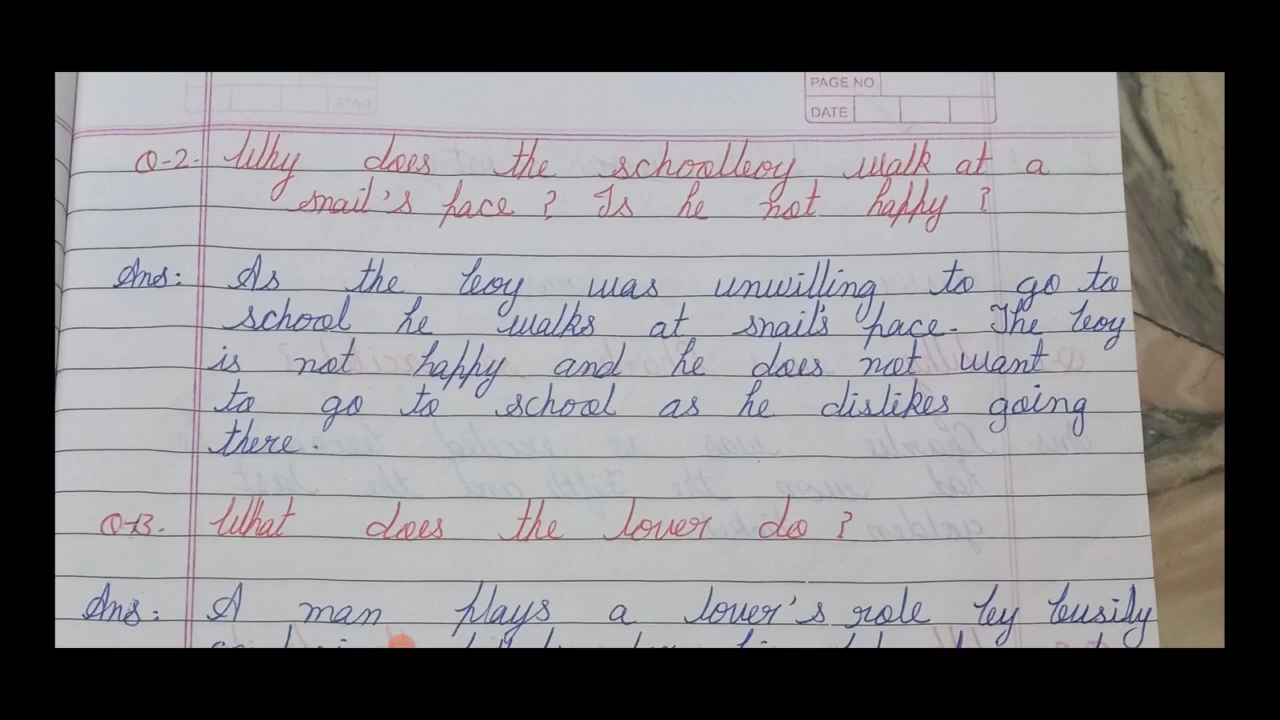 PAGE NO.
DATE
Q-2. Why does the schoolboy walk at a
snail's pace? Is he not happy?
Ans: As the boy was unwilling to go to
school he walks at snail's pace. The boy
is not happy and he does not want
to go to school as he dislikes going
there.
Q-3. What does the lover do?
Ans: A man plays a lover's role by busily